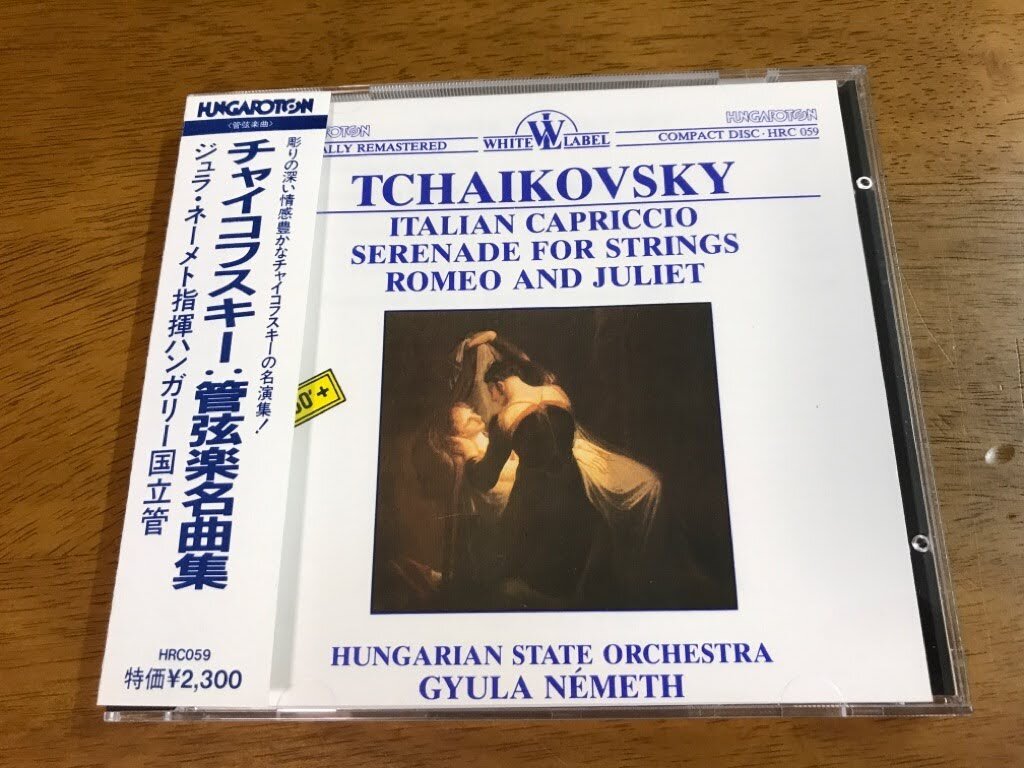 HUNGAROTON
〈管弦楽曲〉
彫りの深い情感豊かなチャイコフスキーの名演集!
チャイコフスキー:管弦楽名曲集
ジュラ・ネーメト指揮ハンガリー国立管
HRC059
特価¥2,300
HUNGAROTON
WHITE LABEL
REMASTERED
COMPACT DISC·HRC 059
TCHAIKOVSKY
ITALIAN CAPRICCIO
SERENADE FOR STRINGS
ROMEO AND JULIET
HUNGARIAN STATE ORCHESTRA
GYULA NÉMETH